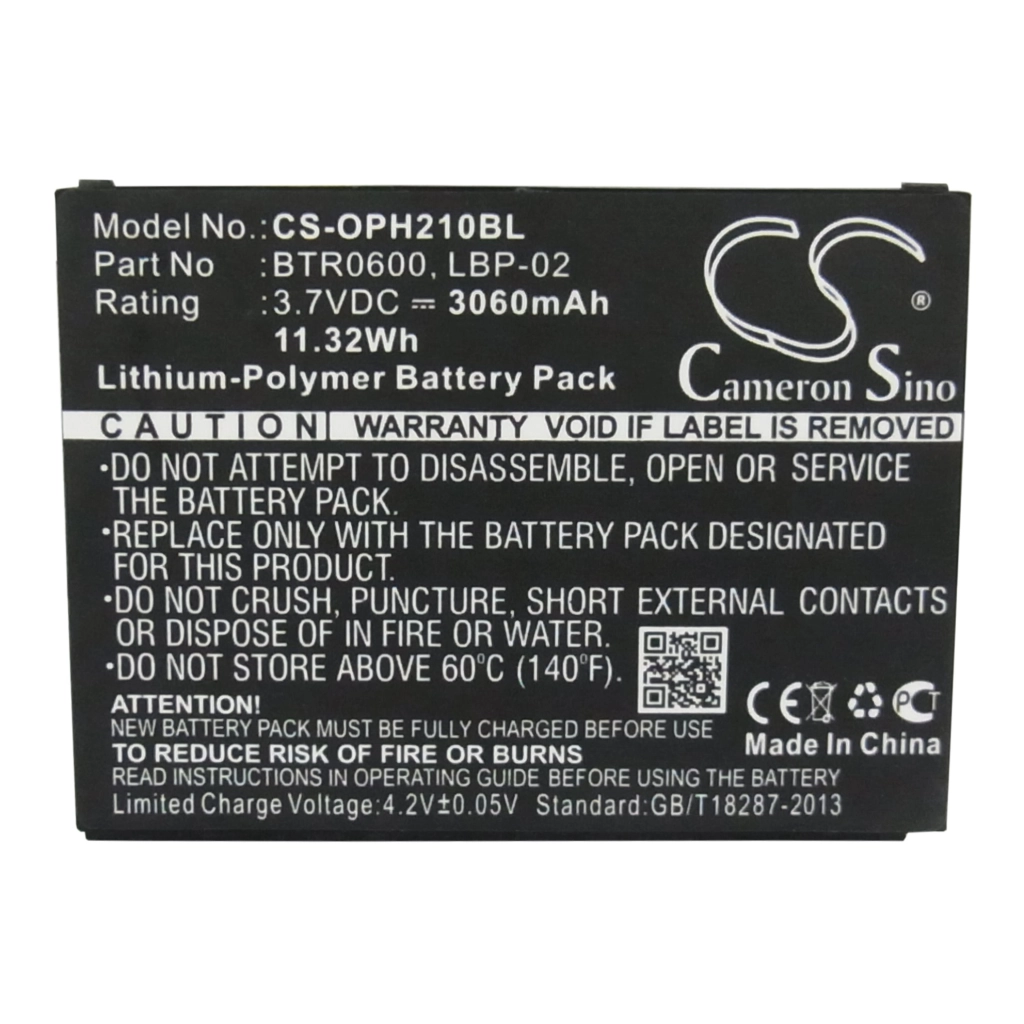 Model No.: CS-OPH210BL
Part No : BTR0600, LBP-02
Rating : 3.7VDC ⎓ 3060mAh
11.32Wh
Lithium-Polymer Battery Pack
CS ®
Cameron Sino
CAUTION WARRANTY VOID IF LABEL IS REMOVED
·DO NOT ATTEMPT TO DISASSEMBLE, OPEN OR SERVICE
THE BATTERY PACK.
·REPLACE ONLY WITH THE BATTERY PACK DESIGNATED
FOR THIS PRODUCT.
·DO NOT CRUSH, PUNCTURE, SHORT EXTERNAL CONTACTS
OR DISPOSE OF IN FIRE OR WATER.
·DO NOT STORE ABOVE 60°C (140°F).
ATTENTION!
NEW BATTERY PACK MUST BE FULLY CHARGED BEFORE USE
TO REDUCE RISK OF FIRE OR BURNS
READ INSTRUCTIONS IN OPERATING GUIDE BEFORE USING THE BATTERY
Limited Charge Voltage:4.2V±0.05V Standard:GB/T18287-2013
CE PCT
Made In China